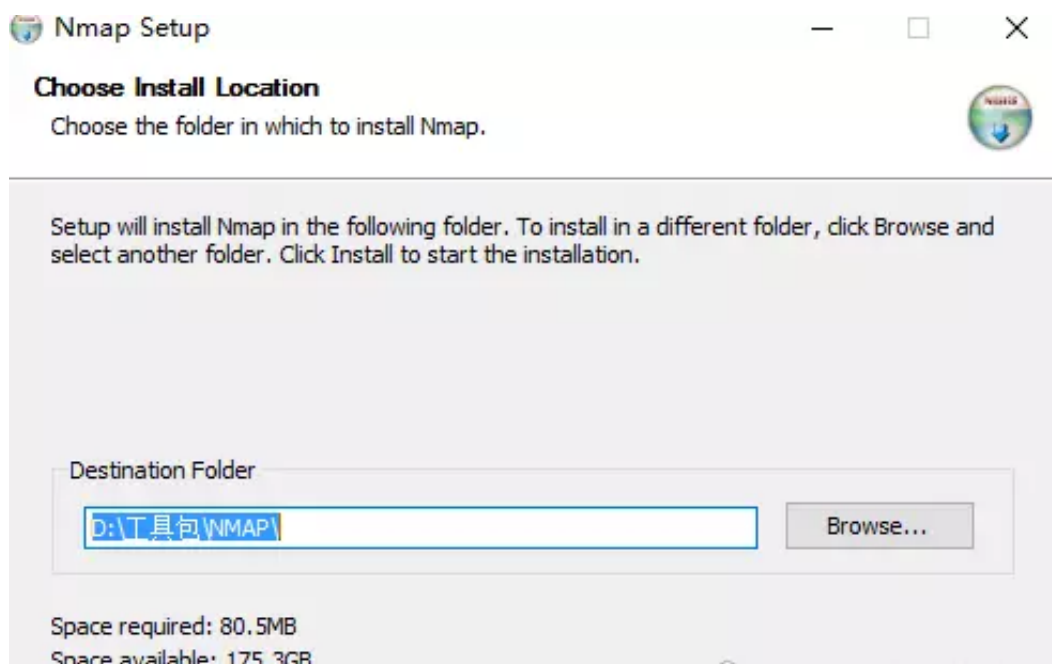 Nmap Setup
Choose Install Location
Choose the folder in which to install Nmap.
Setup will install Nmap in the following folder. To install in a different folder, click Browse and
select another folder. Click Install to start the installation.
Destination Folder
D:\工具包\NMAP\
Browse...
Space required: 80.5MB
Space available: 175.3GB